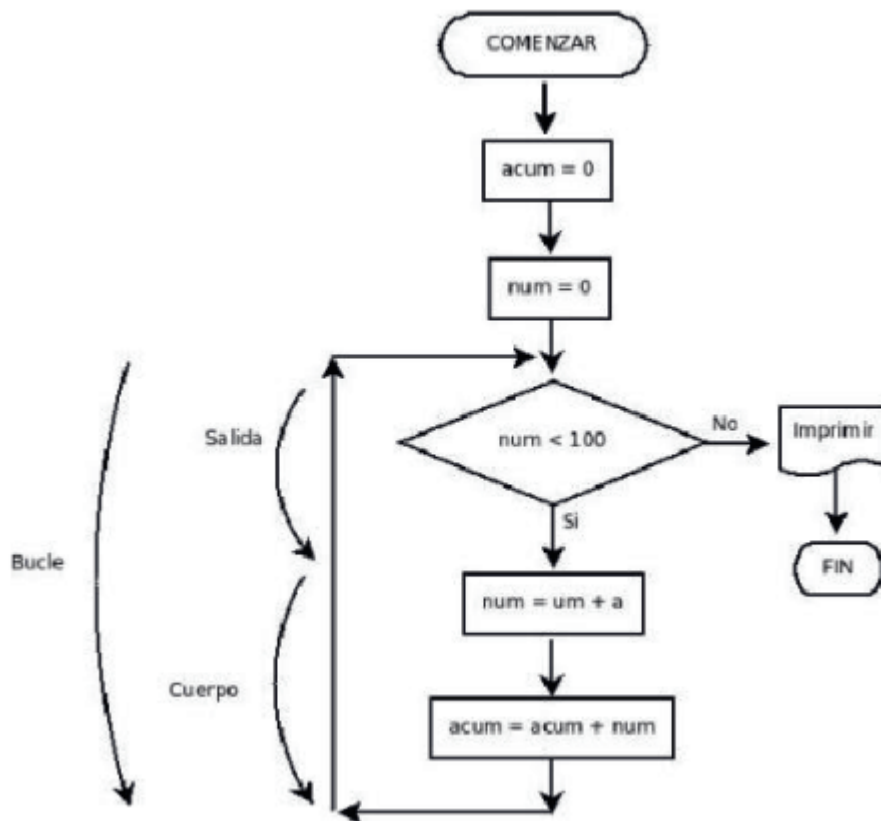 COMENZAR
acum = 0
num = 0
num < 100
No
Imprimir
Salida
Si
Bucle
FIN
num = um + a
Cuerpo
acum = acum + num